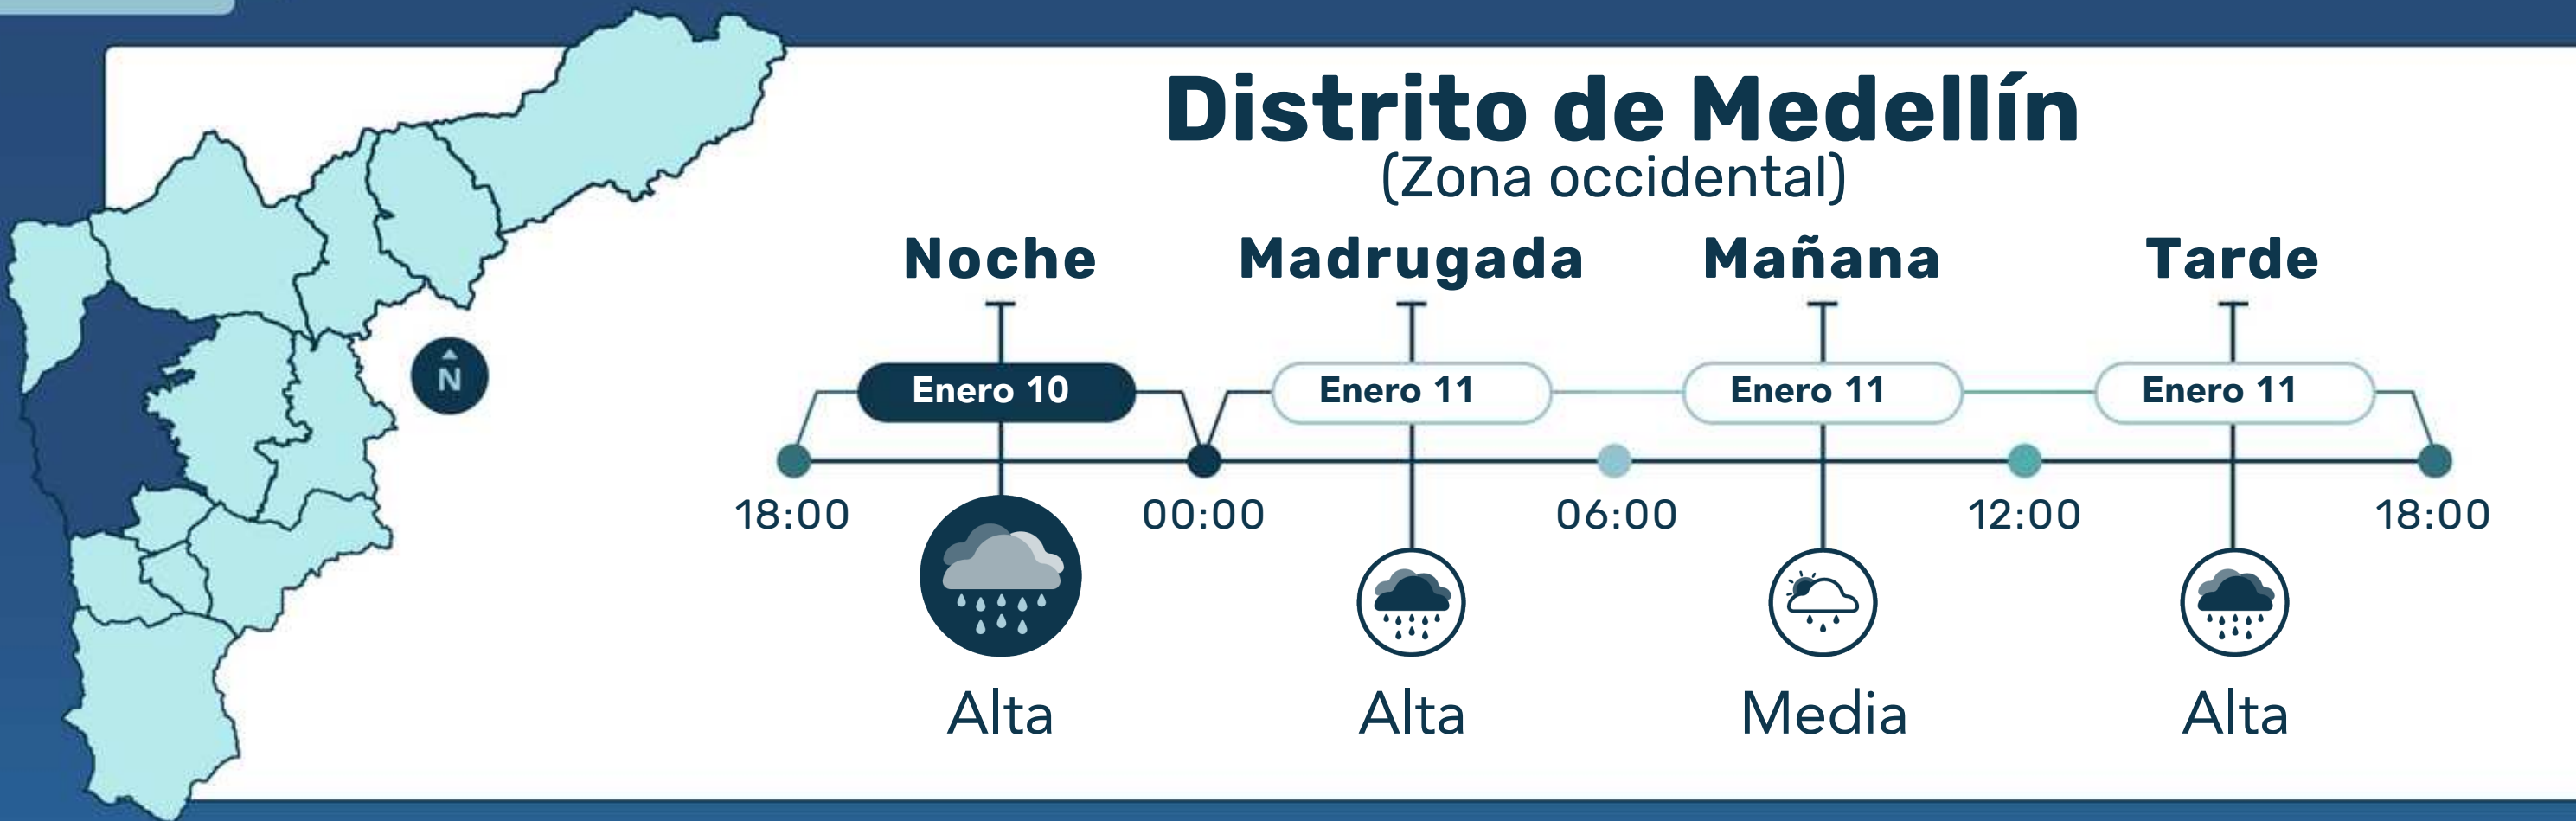 Distrito de Medellín
(Zona occidental)
Noche Madrugada Mañana Tarde
Enero 10 Enero 11 Enero 11 Enero 11
N
18:00 00:00 06:00 12:00 18:00
Alta Alta Media Alta